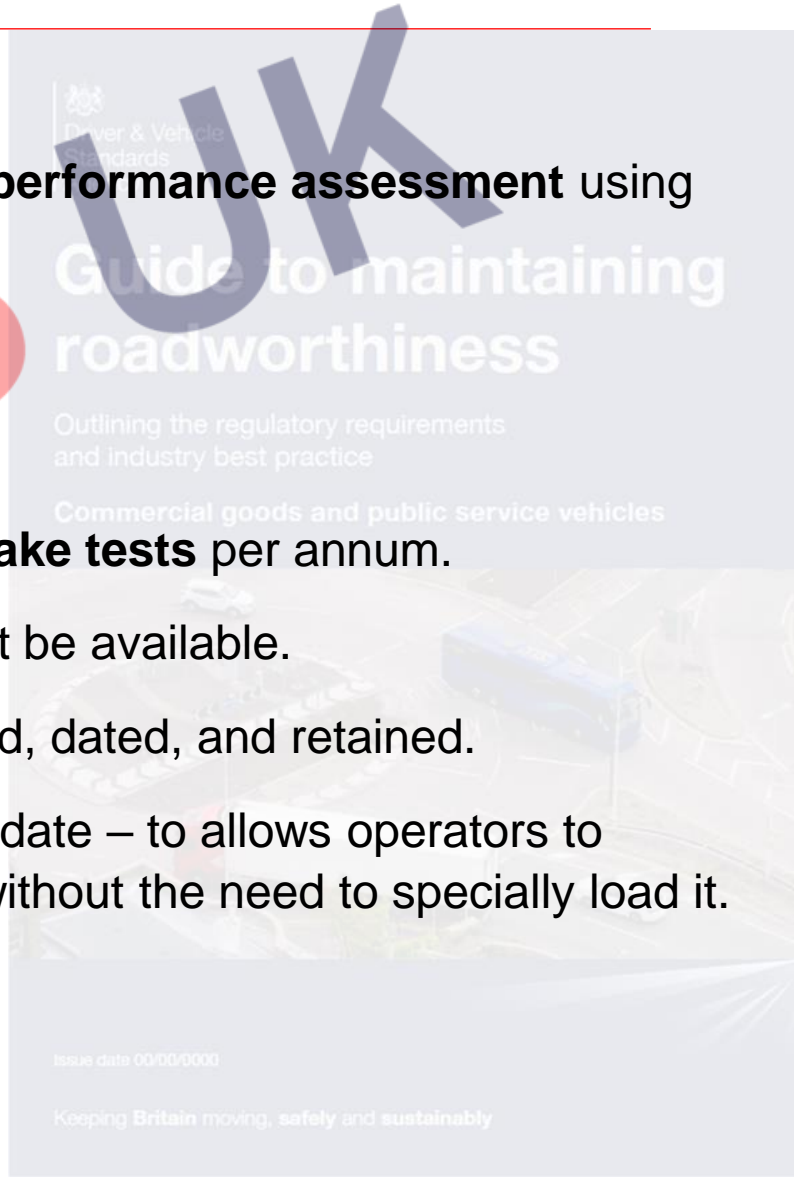 UK
Driver & Vehicle
Standards
performance assessment using
Guide to maintaining
roadworthiness
Outlining the regulatory requirements
and industry best practice
Commercial goods and public service vehicles
ake tests per annum.
t be available.
d, dated, and retained.
date – to allows operators to
without the need to specially load it.
Issue date 00/00/0000
Keeping Britain moving, safely and sustainably